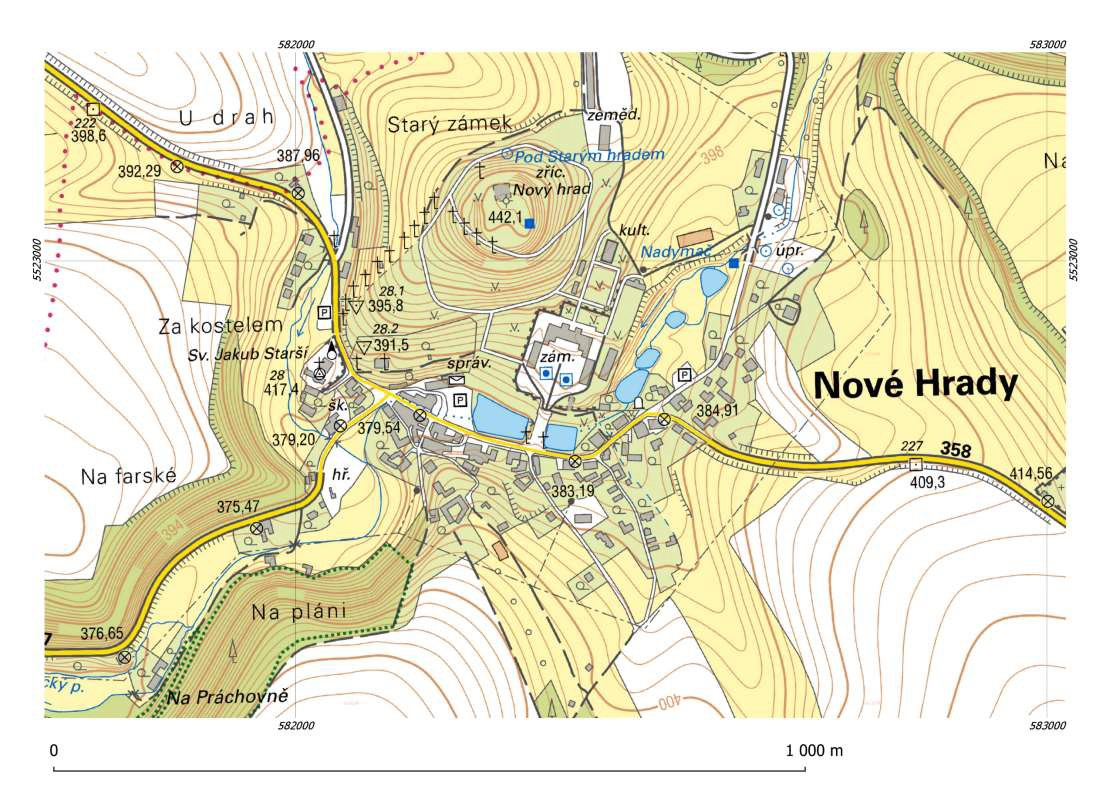 582000
583000
222
398,6
U drah
392,29
387,96
Starý zámek
zeměd.
Pod Starým hradem
zříc.
Nový hrad
442,1
398
Na
kult.
Nadýmač
úpr.
5523000
5523000
28.1
395,8
Za kostelem
28.2
391,5
Sv. Jakub Starší
28
417,4
správ.
zám.
P
P
P
Nové Hrady
šk.
379,20
379,54
384,91
227
358
409,3
414,56
383,19
Na farské
hř.
375,47
394
376,65
Na pláni
7
cký p.
Na Práchovně
400
582000
583000
0
1 000 m